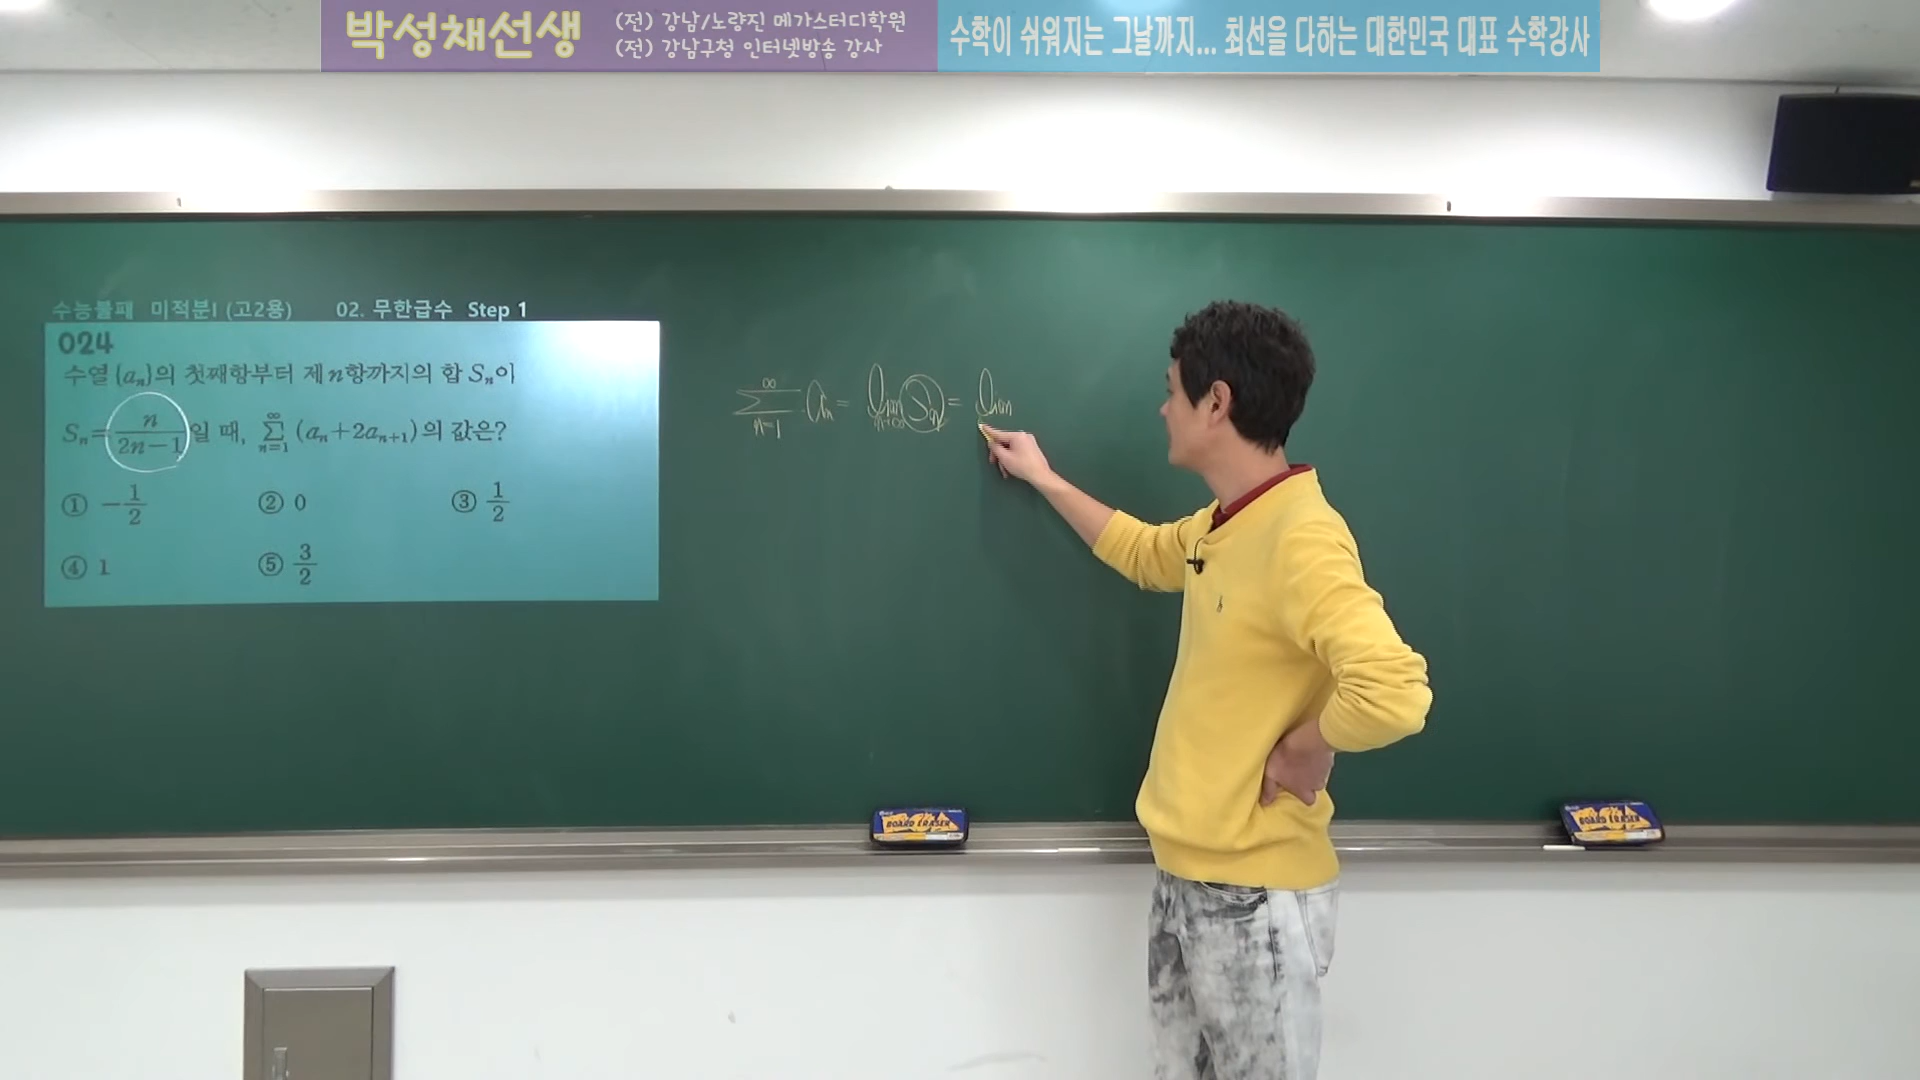 박성채선생
(전) 강남/노량진 메가스터디학원
(전) 강남구청 인터넷방송 강사
수학이 쉬워지는 그날까지... 최선을 다하는 대한민국 대표 수학강사
수능불패 미적분I (고2용) 02. 무한급수 Step 1
024
수열 {aₙ}의 첫째항부터 제n항까지의 합 Sₙ이
Sₙ = n/(2n-1) 일 때, ∑_{n=1}^{∞} (aₙ+2aₙ₊₁)의 값은?
① -1/2 ② 0 ③ 1/2
④ 1 ⑤ 3/2
∑_{n=1}^{∞} aₙ = lim_{n→∞} Sₙ = lim
BOARD ERASER
BOARD ERASER